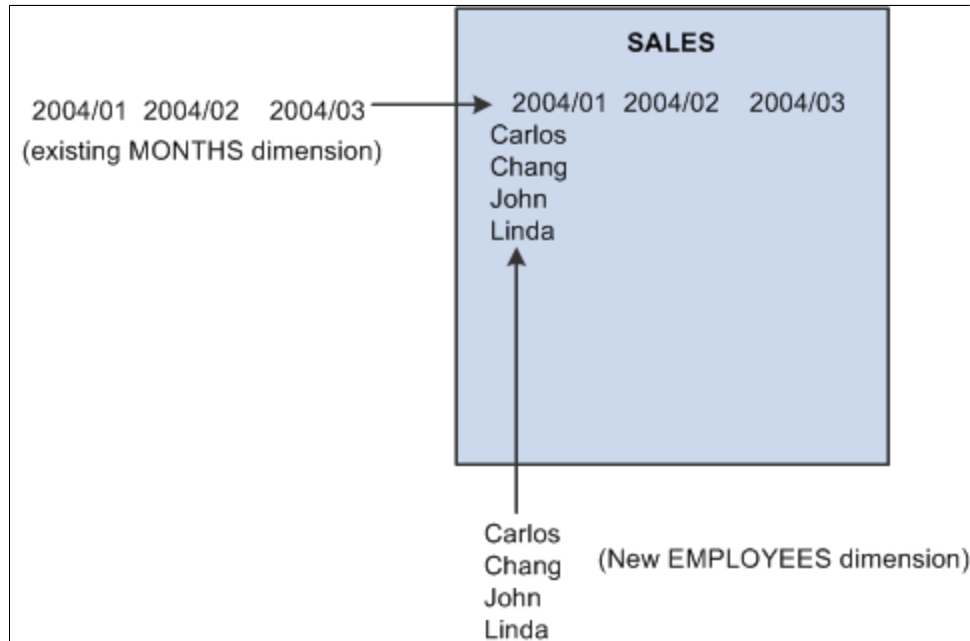 SALES
2004/01 2004/02 2004/03
(existing MONTHS dimension)
2004/01 2004/02 2004/03
Carlos
Chang
John
Linda
Carlos
Chang
John
Linda
(New EMPLOYEES dimension)